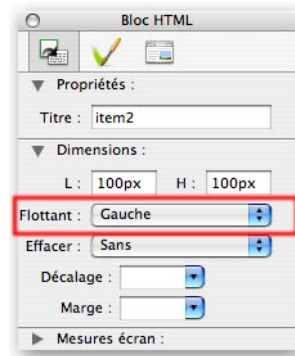 Bloc HTML
Propriétés :
Titre : item2
Dimensions :
L : 100px H : 100px
Flottant : Gauche
Effacer : Sans
Décalage :
Marge :
Mesures écran :